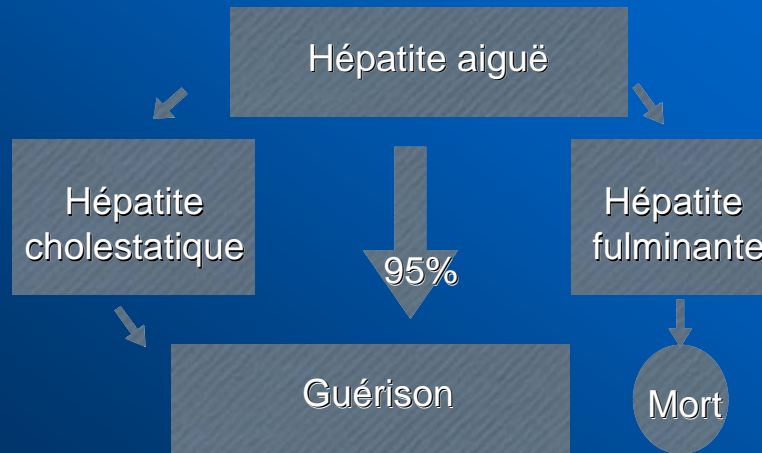 Hépatite aiguë
Hépatite
cholestatique
Hépatite
fulminante
95%
Guérison
Mort